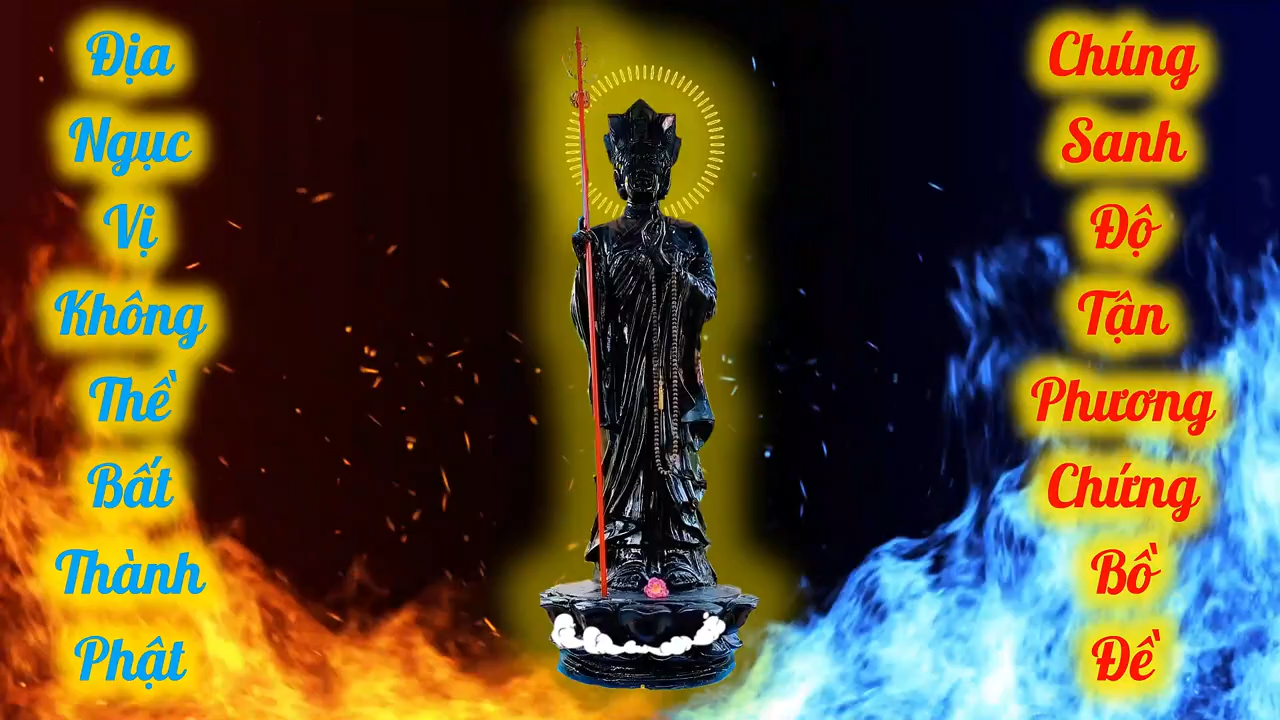 Địa
Ngục
Vị
Không
Thề
Bất
Thành
Phật
Chúng
Sanh
Độ
Tận
Phương
Chứng
Bồ
Đề